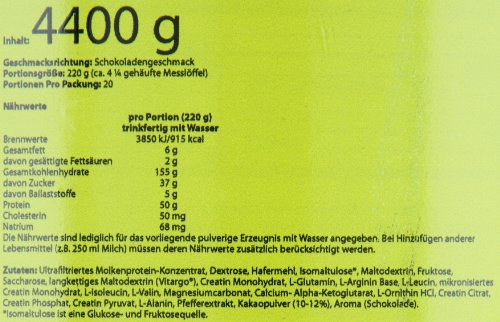 Inhalt: 4400 g
Geschmacksrichtung: Schokoladengeschmack
Portionsgröße: 220 g (ca. 4 ¼ gehäufte Messlöffel)
Portionen Pro Packung: 20
Nährwerte
pro Portion (220 g)
trinkfertig mit Wasser
Brennwerte 3850 kJ/915 kcal
Gesamtfett 6 g
davon gesättigte Fettsäuren 2 g
Gesamtkohlenhydrate 155 g
davon Zucker 37 g
davon Ballaststoffe 5 g
Protein 50 g
Cholesterin 50 mg
Natrium 68 mg
Die Nährwerte sind lediglich für das vorliegende pulverige Erzeugnis mit Wasser angegeben. Bei Hinzufügen anderer
Lebensmittel (z.B. 250 ml Milch) müssen deren Nährwerte zusätzlich berücksichtigt werden.
Zutaten: Ultrafiltriertes Molkenprotein-Konzentrat, Dextrose, Hafermehl, Isomaltulose*, Maltodextrin, Fruktose,
Saccharose, langkettiges Maltodextrin (Vitargo®), Creatin Monohydrat, L-Glutamin, L-Arginin Base, L-Leucin, mikronisiertes
Creatin Monohydrat, L-Isoleucin, L-Valin, Magnesiumcarbonat, Calcium- Alpha-Ketoglutarat, L-Ornithin HCl, Creatin Citrat,
Creatin Phosphat, Creatin Pyruvat, L-Alanin, Pfefferextrakt, Kakaopulver (10-12%), Aroma (Schokolade).
*Isomaltulose ist eine Glukose- und Fruktosequelle.